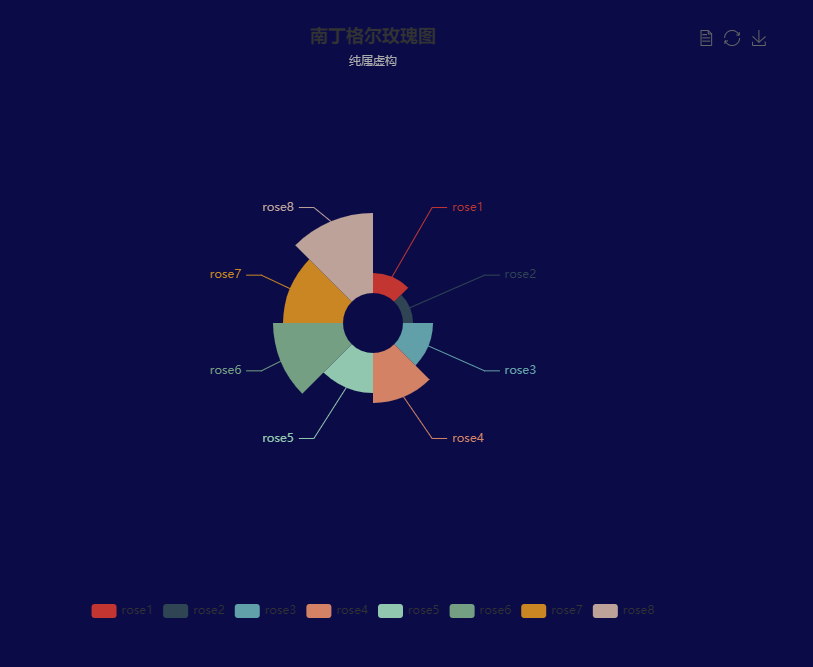 南丁格尔玫瑰图
纯属虚构
rose8
rose1
rose7
rose2
rose6
rose3
rose5
rose4
rose1 rose2 rose3 rose4 rose5 rose6 rose7 rose8